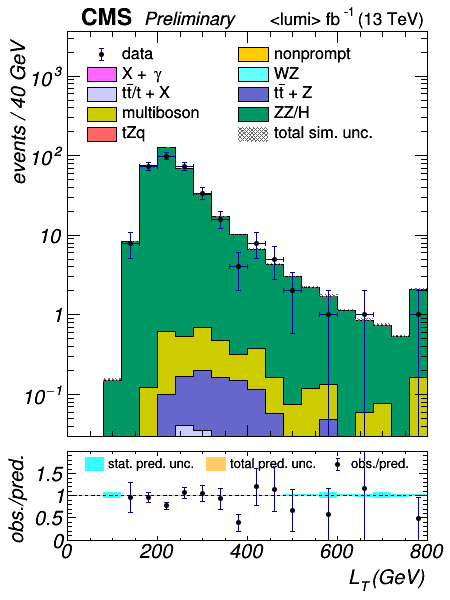 CMS Preliminary <lumi> fb⁻¹ (13 TeV)
events / 40 GeV
10³
10²
10
1
10⁻¹
data
nonprompt
X + γ
WZ
tt̄/t + X
tt̄ + Z
multiboson
ZZ/H
tZq
total sim. unc.
obs./pred.
1.5
1
0.5
0
stat. pred. unc.
total pred. unc.
obs./pred.
0 200 400 600 800
L_T(GeV)